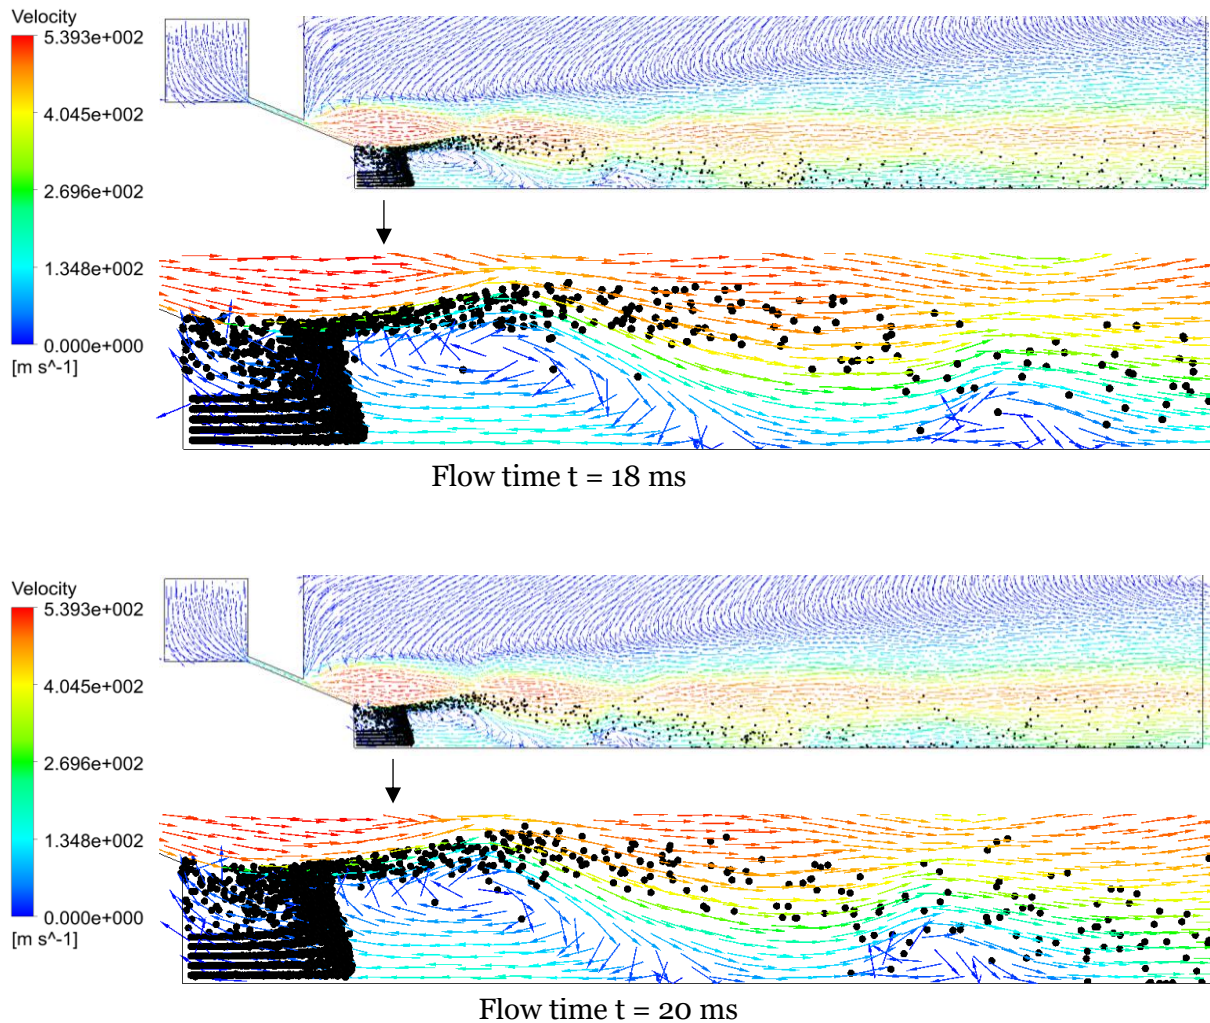 Velocity
5.393e+002
4.045e+002
2.696e+002
1.348e+002
0.000e+000
[m s^-1]
Flow time t = 18 ms
Velocity
5.393e+002
4.045e+002
2.696e+002
1.348e+002
0.000e+000
[m s^-1]
Flow time t = 20 ms